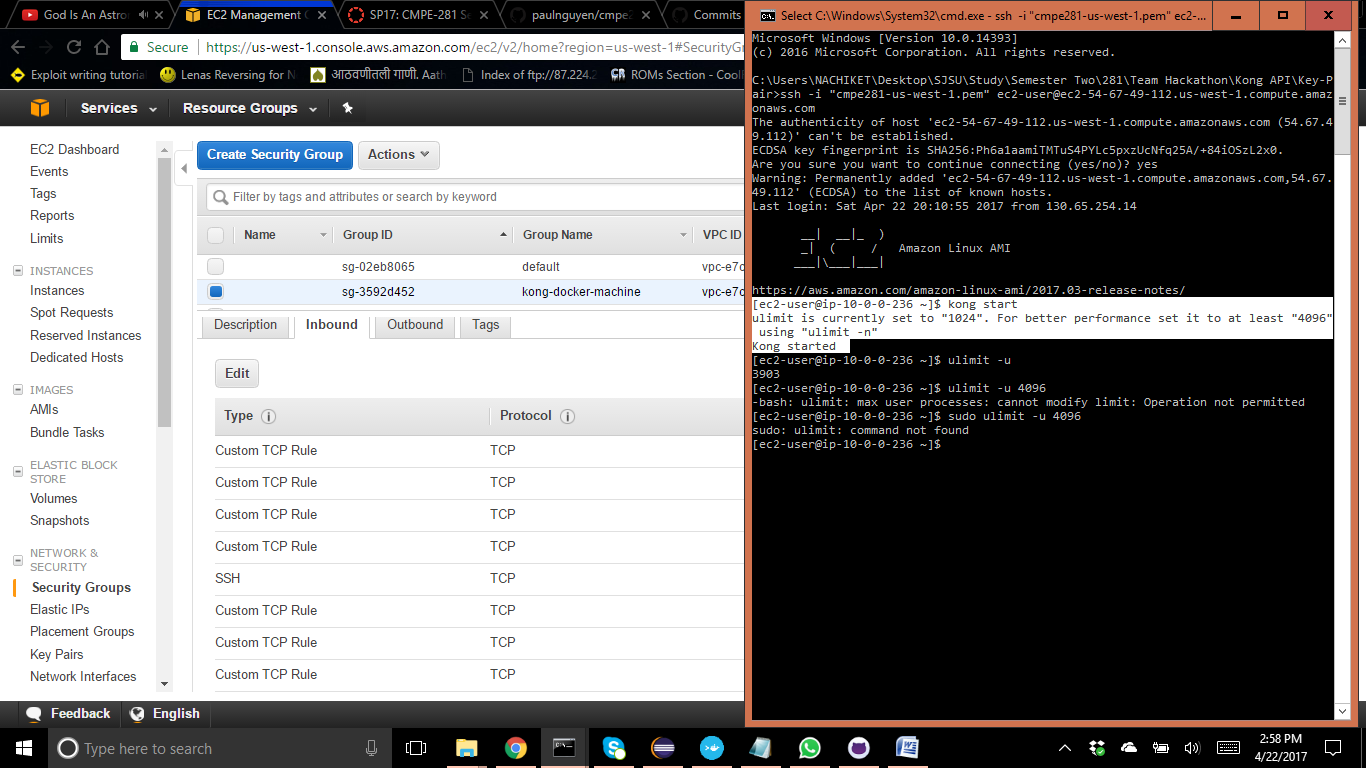 God Is An Astro
EC2 Management C
SP17: CMPE-281 Se
paulnguyen/cmpe2
Commits
Secure
https://us-west-1.console.aws.amazon.com/ec2/v2/home?region=us-west-1#SecurityGr
Exploit writing tutorial
Lenas Reversing for N
आठवणीतली गाणी. Aath
Index of ftp://87.224.2
ROMs Section - Cooll
Services
Resource Groups
EC2 Dashboard
Events
Tags
Reports
Limits
INSTANCES
Instances
Spot Requests
Reserved Instances
Dedicated Hosts
IMAGES
AMIs
Bundle Tasks
ELASTIC BLOCK
STORE
Volumes
Snapshots
NETWORK &
SECURITY
Security Groups
Elastic IPs
Placement Groups
Key Pairs
Network Interfaces
Create Security Group
Actions
Filter by tags and attributes or search by keyword
Name Group ID Group Name VPC ID
sg-02eb8065 default vpc-e7c
sg-3592d452 kong-docker-machine vpc-e7c
Description Inbound Outbound Tags
Edit
Type Protocol
Custom TCP Rule TCP
Custom TCP Rule TCP
Custom TCP Rule TCP
Custom TCP Rule TCP
SSH TCP
Custom TCP Rule TCP
Custom TCP Rule TCP
Custom TCP Rule TCP
Feedback English
Select C:\Windows\System32\cmd.exe - ssh -i "cmpe281-us-west-1.pem" ec2-...
Microsoft Windows [Version 10.0.14393]
(c) 2016 Microsoft Corporation. All rights reserved.
C:\Users\NACHIKET\Desktop\SJSU\Study\Semester Two\281\Team Hackathon\Kong API\Key-P
air>ssh -i "cmpe281-us-west-1.pem" ec2-user@ec2-54-67-49-112.us-west-1.compute.amaz
onaws.com
The authenticity of host 'ec2-54-67-49-112.us-west-1.compute.amazonaws.com (54.67.4
9.112)' can't be established.
ECDSA key fingerprint is SHA256:Ph6a1aamiTMTuS4PYLc5pxzUcNfq25A/+84iOSzL2x0.
Are you sure you want to continue connecting (yes/no)? yes
Warning: Permanently added 'ec2-54-67-49-112.us-west-1.compute.amazonaws.com,54.67.
49.112' (ECDSA) to the list of known hosts.
Last login: Sat Apr 22 20:10:55 2017 from 130.65.254.14
__| __|_ )
_| ( / Amazon Linux AMI
___|\___|___|
https://aws.amazon.com/amazon-linux-ami/2017.03-release-notes/
[ec2-user@ip-10-0-0-236 ~]$ kong start
ulimit is currently set to "1024". For better performance set it to at least "4096"
using "ulimit -n"
Kong started
[ec2-user@ip-10-0-0-236 ~]$ ulimit -u
3903
[ec2-user@ip-10-0-0-236 ~]$ ulimit -u 4096
-bash: ulimit: max user processes: cannot modify limit: Operation not permitted
[ec2-user@ip-10-0-0-236 ~]$ sudo ulimit -u 4096
sudo: ulimit: command not found
[ec2-user@ip-10-0-0-236 ~]$
Type here to search
2:58 PM
4/22/2017